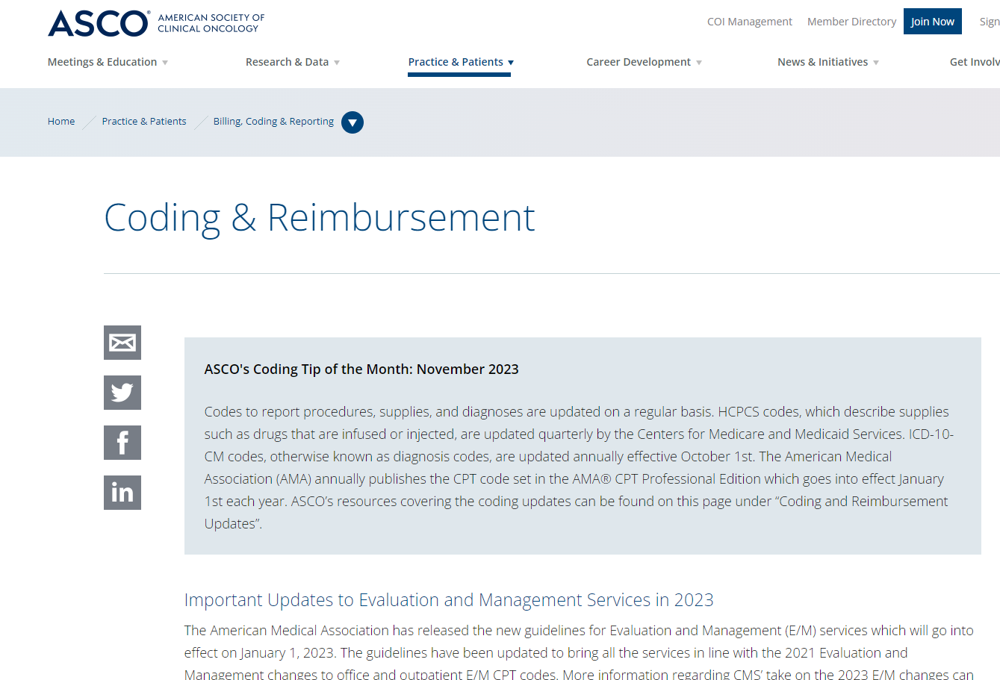 ASCO® AMERICAN SOCIETY OF
CLINICAL ONCOLOGY
COI Management Member Directory Join Now Sign
Meetings & Education Research & Data Practice & Patients Career Development News & Initiatives Get Involv
Home Practice & Patients Billing, Coding & Reporting
Coding & Reimbursement
ASCO's Coding Tip of the Month: November 2023
Codes to report procedures, supplies, and diagnoses are updated on a regular basis. HCPCS codes, which describe supplies
such as drugs that are infused or injected, are updated quarterly by the Centers for Medicare and Medicaid Services. ICD-10-
CM codes, otherwise known as diagnosis codes, are updated annually effective October 1st. The American Medical
Association (AMA) annually publishes the CPT code set in the AMA® CPT Professional Edition which goes into effect January
1st each year. ASCO’s resources covering the coding updates can be found on this page under “Coding and Reimbursement
Updates”.
Important Updates to Evaluation and Management Services in 2023
The American Medical Association has released the new guidelines for Evaluation and Management (E/M) services which will go into
effect on January 1, 2023. The guidelines have been updated to bring all the services in line with the 2021 Evaluation and
Management changes to office and outpatient E/M CPT codes. More information regarding CMS’ take on the 2023 E/M changes can